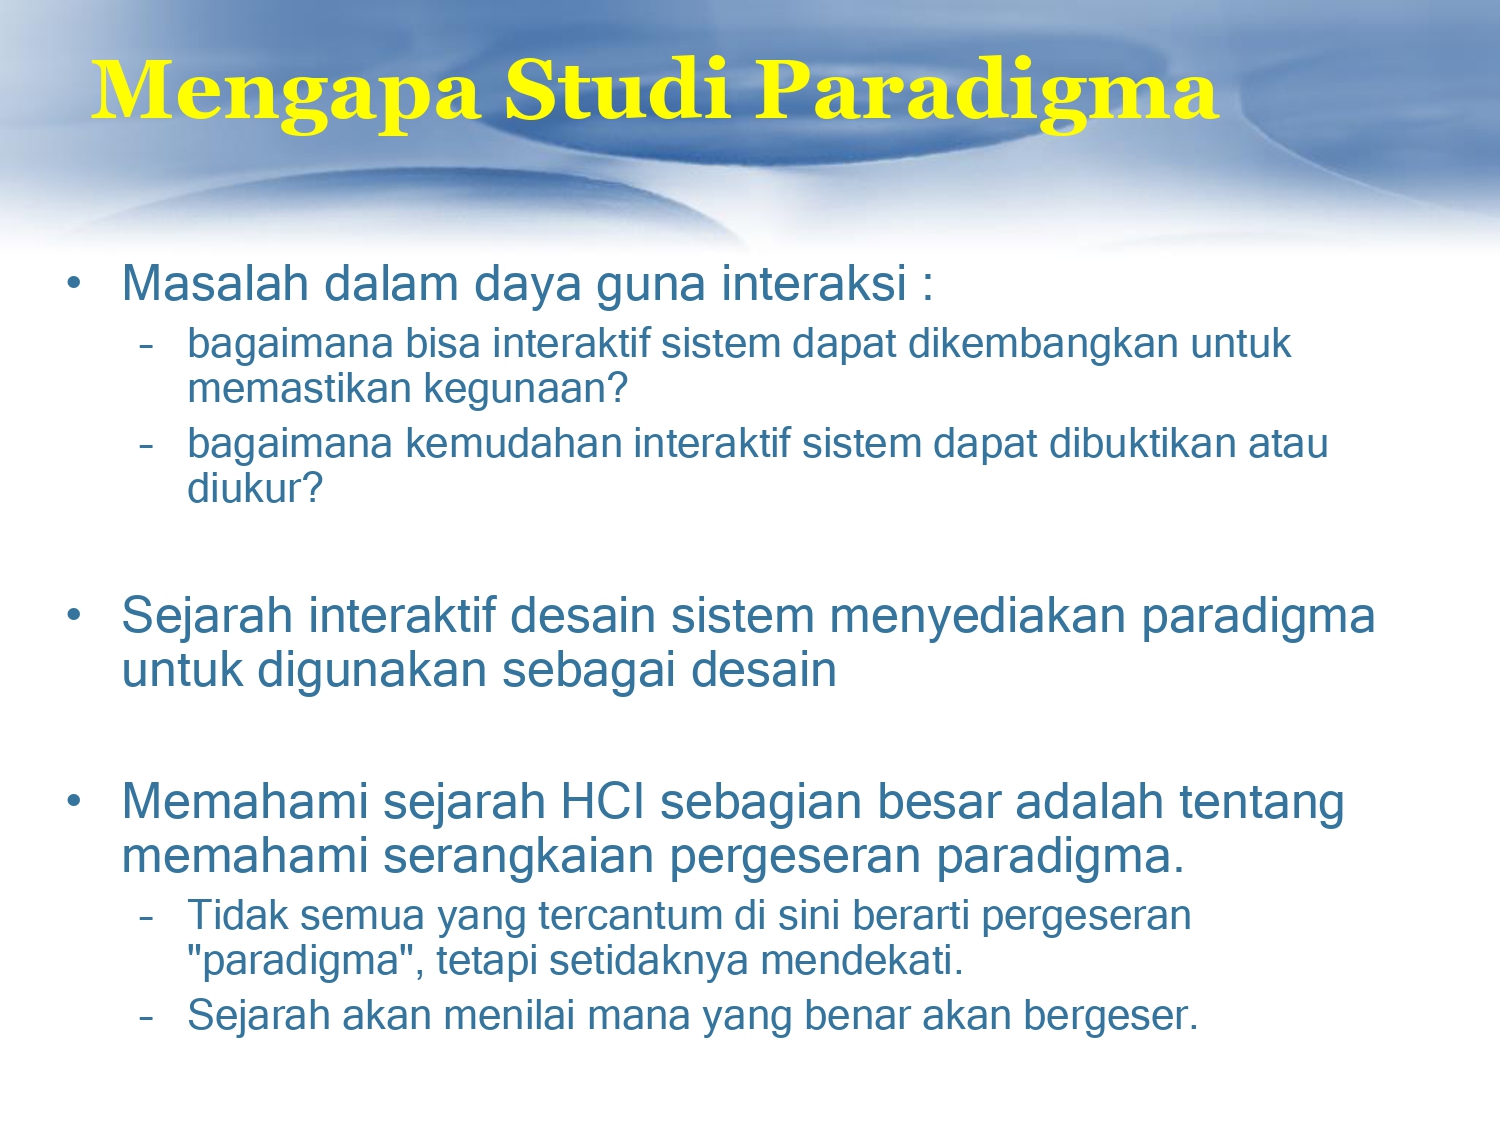 Mengapa Studi Paradigma
• Masalah dalam daya guna interaksi :
– bagaimana bisa interaktif sistem dapat dikembangkan untuk
memastikan kegunaan?
– bagaimana kemudahan interaktif sistem dapat dibuktikan atau
diukur?
• Sejarah interaktif desain sistem menyediakan paradigma
untuk digunakan sebagai desain
• Memahami sejarah HCI sebagian besar adalah tentang
memahami serangkaian pergeseran paradigma.
– Tidak semua yang tercantum di sini berarti pergeseran
"paradigma", tetapi setidaknya mendekati.
– Sejarah akan menilai mana yang benar akan bergeser.